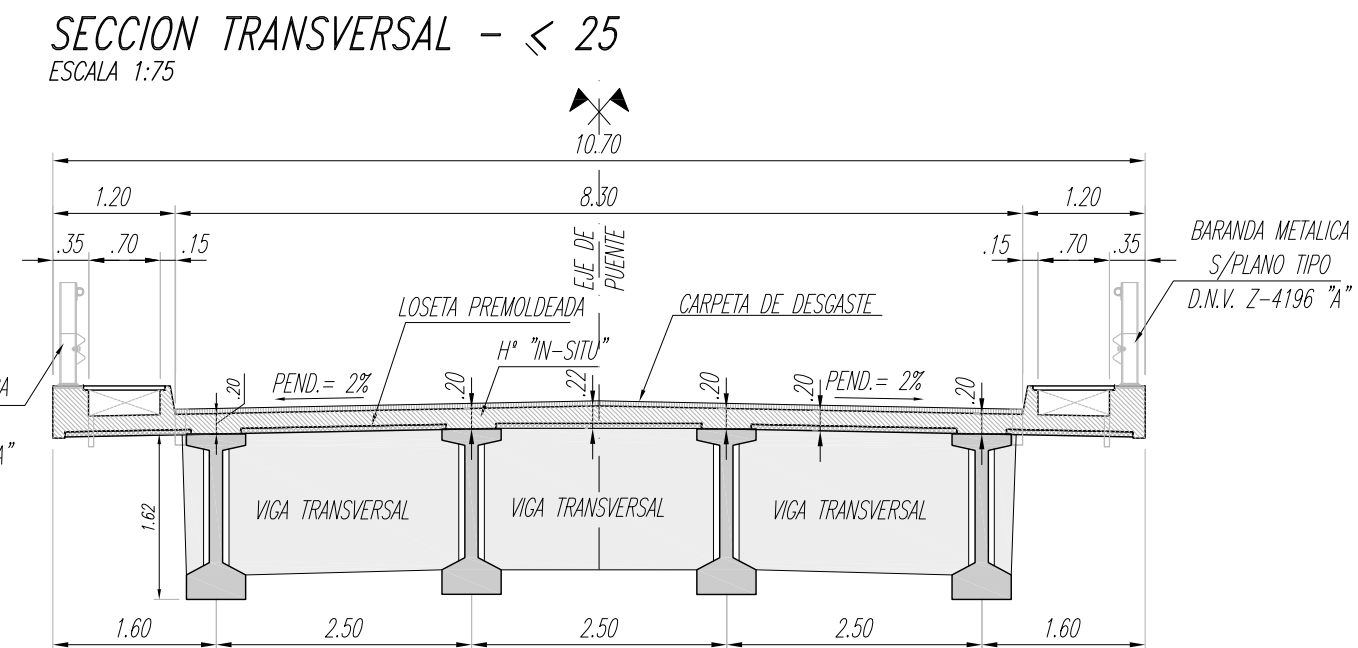 SECCION TRANSVERSAL - ≤ 25
ESCALA 1:75
10.70
1.20
8.30
1.20
.35
.70
.15
EJE DE
PUENTE
.15
.70
.35
BARANDA METALICA
S/PLANO TIPO
D.N.V. Z-4196 "A"
LOSETA PREMOLDEADA
CARPETA DE DESGASTE
Hº "IN-SITU"
CA
A"
PEND.= 2%
PEND.= 2%
.20
.20
.22
.20
.20
.20
VIGA TRANSVERSAL
VIGA TRANSVERSAL
VIGA TRANSVERSAL
1.62
1.60
2.50
2.50
2.50
1.60